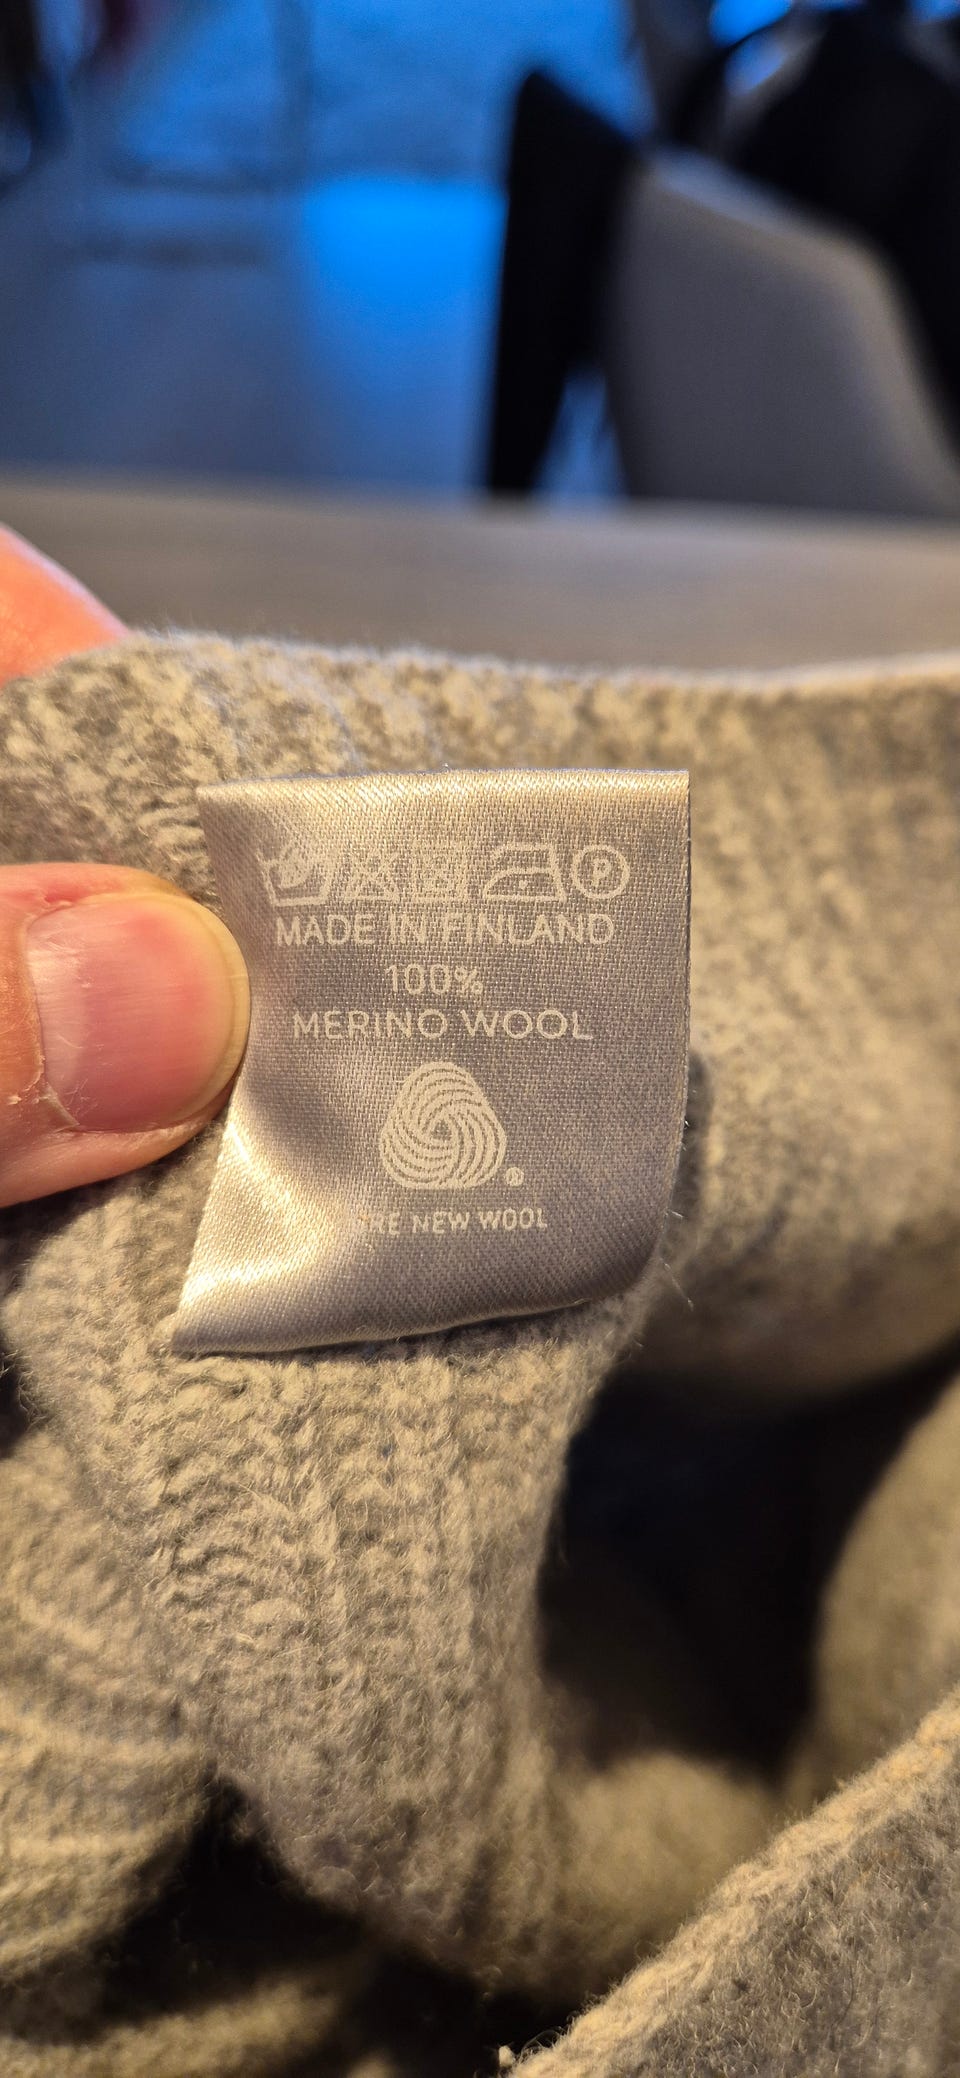 P
MADE IN FINLAND
100%
MERINO WOOL
®
NEW WOOL